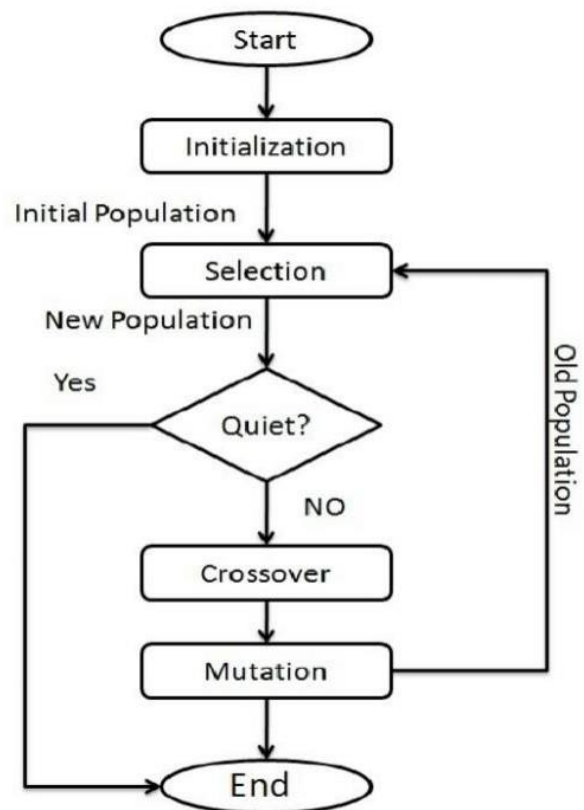 Start
Initialization
Initial Population
Selection
New Population
Yes
Quiet?
Old Population
NO
Crossover
Mutation
End